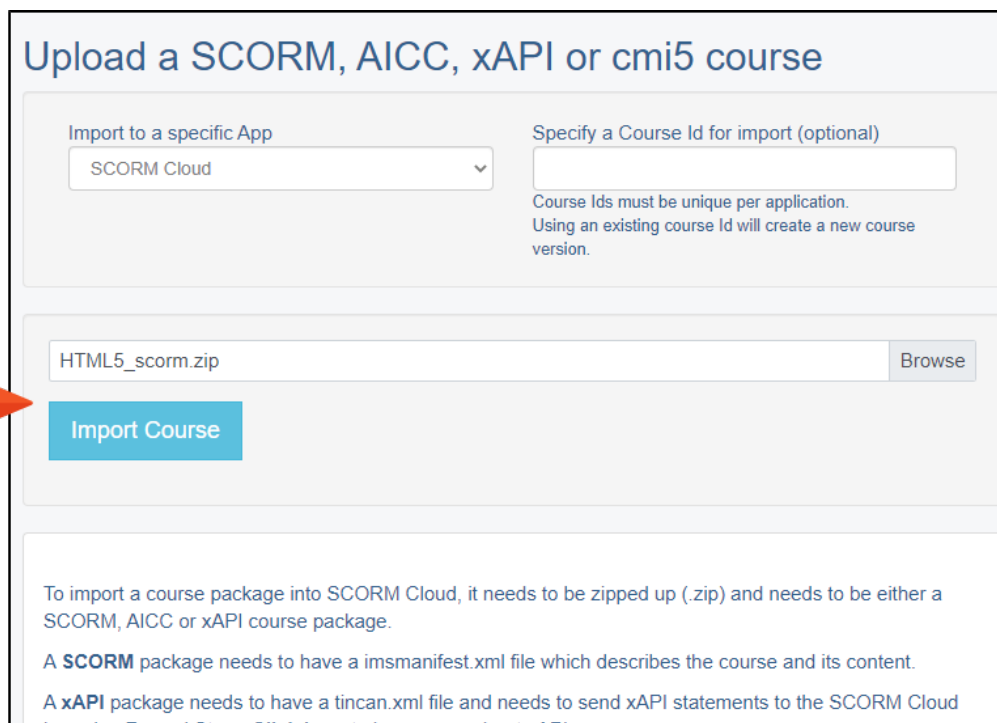 Upload a SCORM, AICC, xAPI or cmi5 course
Import to a specific App
SCORM Cloud
Specify a Course Id for import (optional)
Course Ids must be unique per application.
Using an existing course Id will create a new course
version.
HTML5_scorm.zip
Browse
Import Course
To import a course package into SCORM Cloud, it needs to be zipped up (.zip) and needs to be either a
SCORM, AICC or xAPI course package.
A SCORM package needs to have a imsmanifest.xml file which describes the course and its content.
A xAPI package needs to have a tincan.xml file and needs to send xAPI statements to the SCORM Cloud